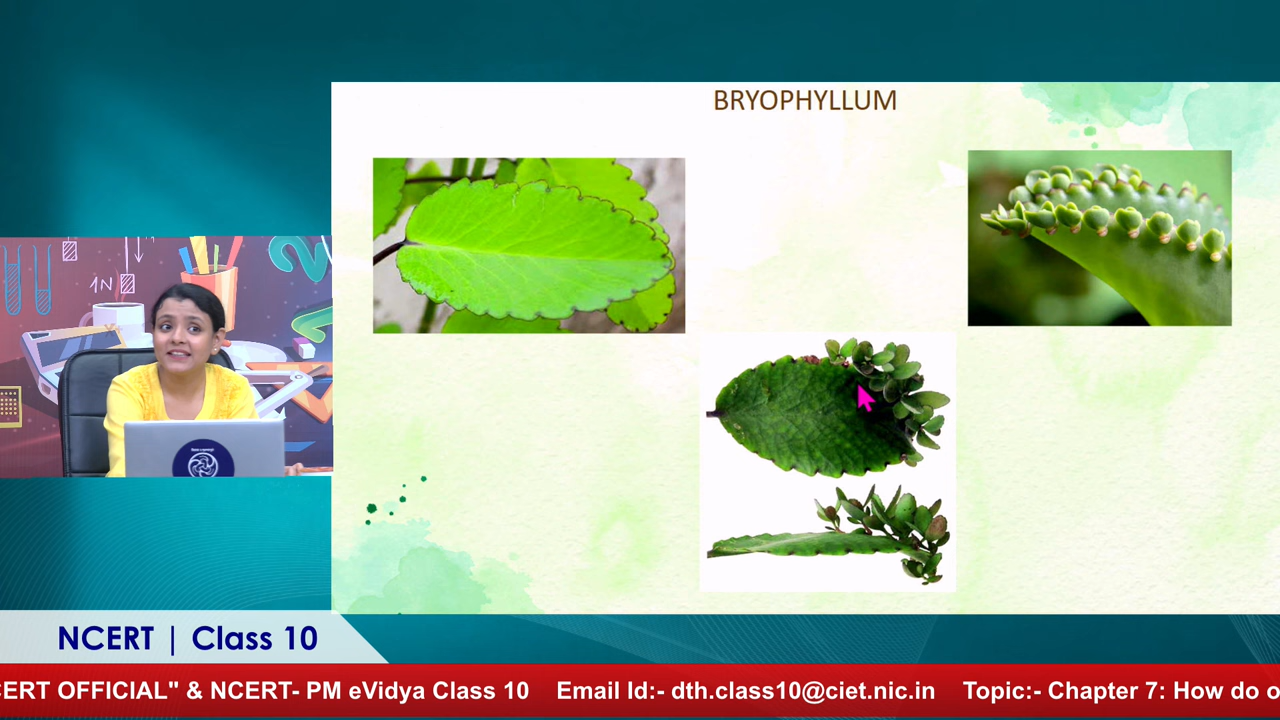 BRYOPHYLLUM
1N
NCERT | Class 10
CERT OFFICIAL" & NCERT- PM eVidya Class 10 Email Id:- dth.class10@ciet.nic.in Topic:- Chapter 7: How do o